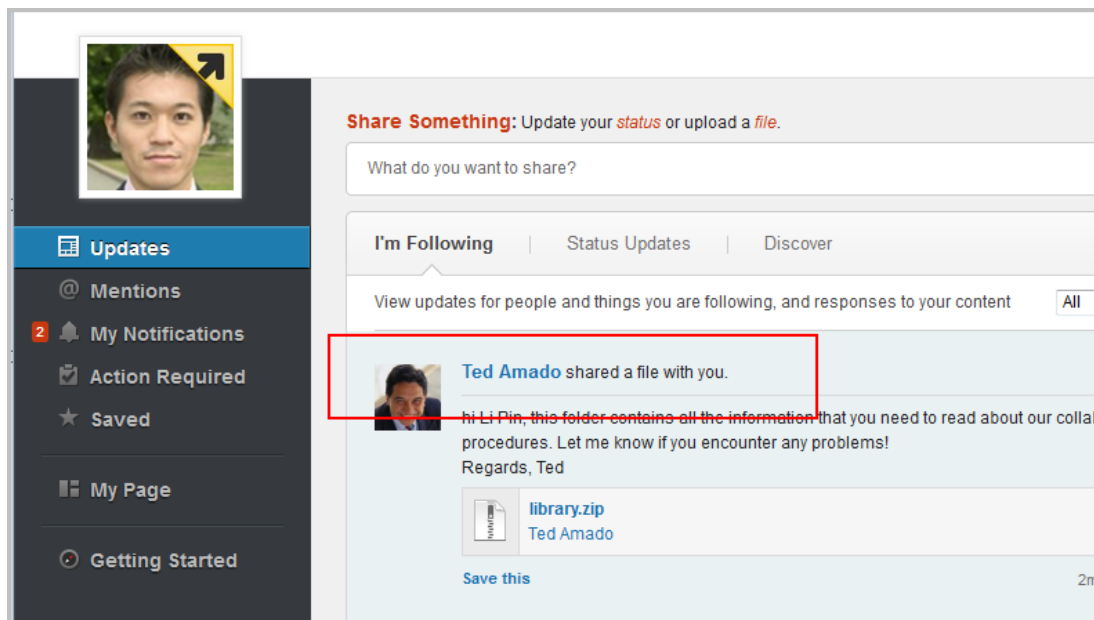 Share Something: Update your status or upload a file.
What do you want to share?
Updates
@ Mentions
2 My Notifications
Action Required
Saved
My Page
Getting Started
I'm Following | Status Updates | Discover
View updates for people and things you are following, and responses to your content All
Ted Amado shared a file with you.
hi Li Pin, this folder contains all the information that you need to read about our
procedures. Let me know if you encounter any problems!
Regards, Ted
library.zip
Ted Amado
Save this